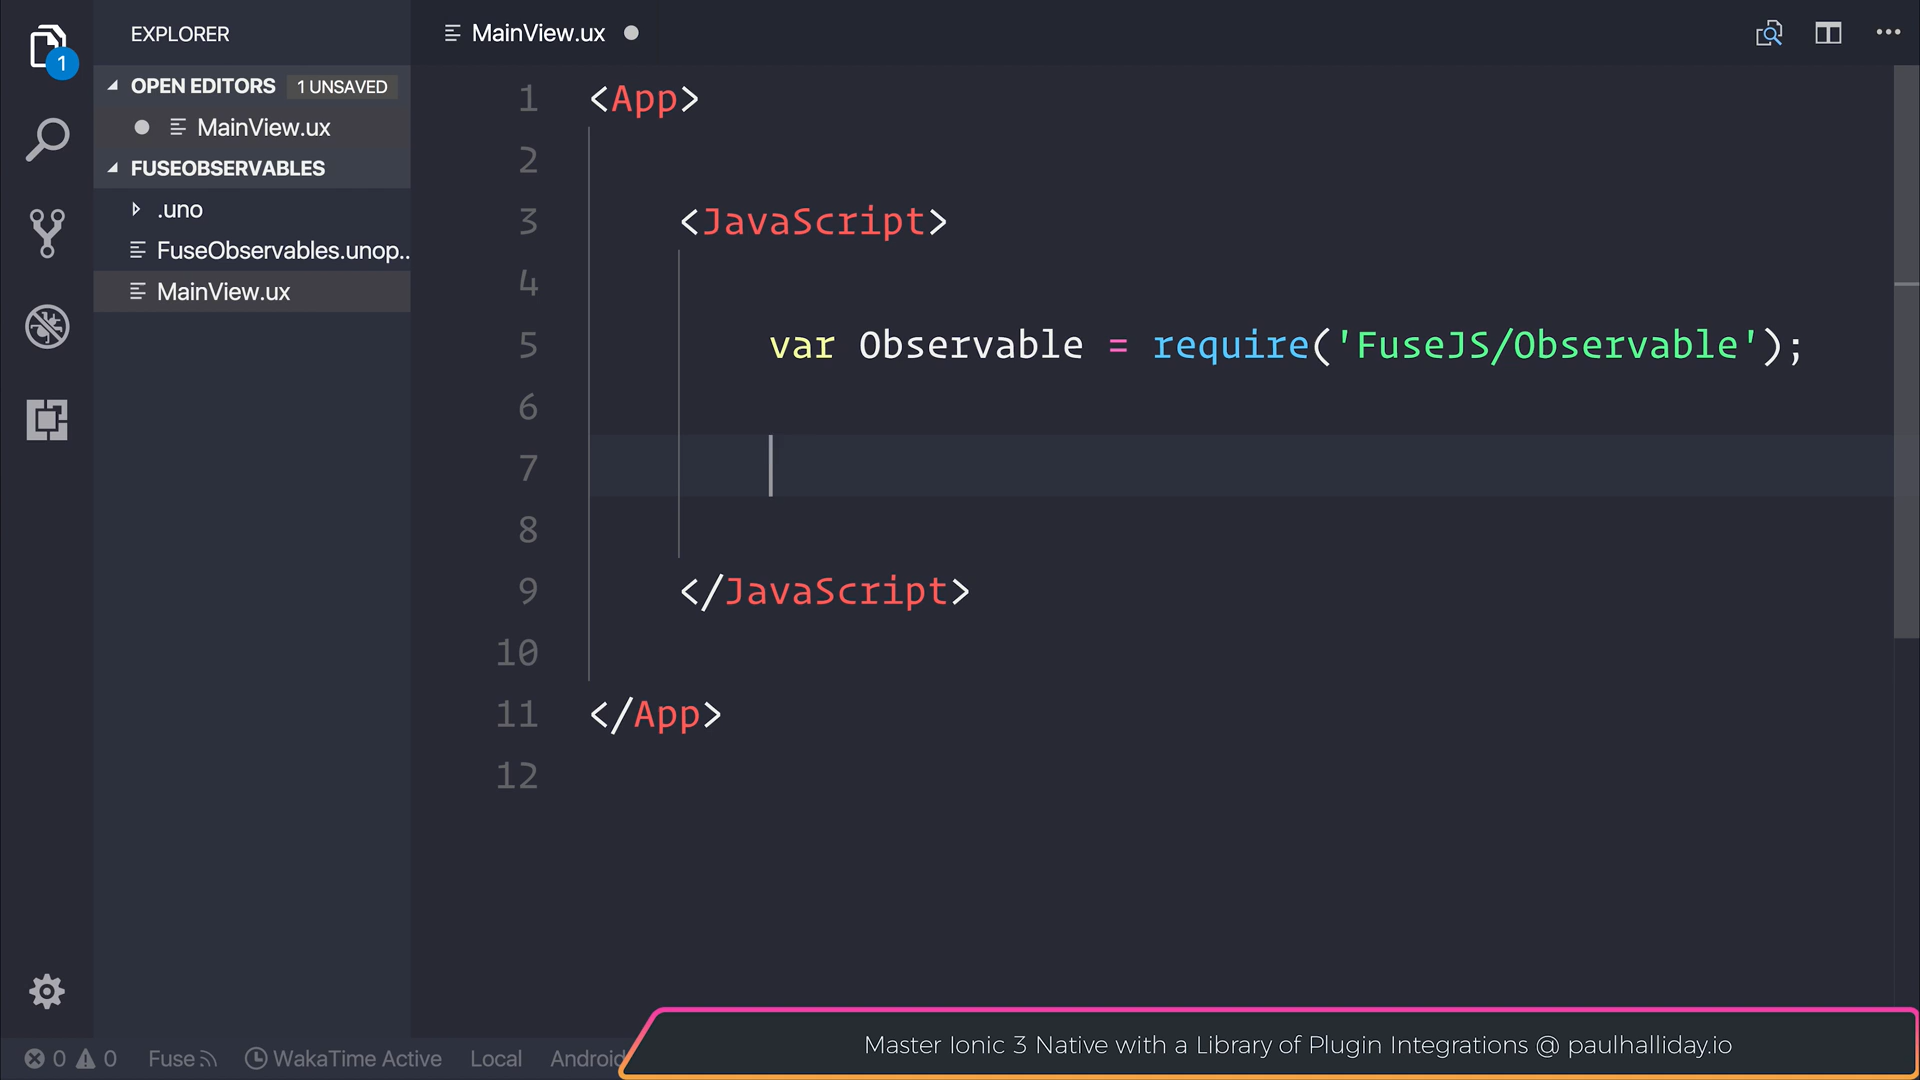 EXPLORER
OPEN EDITORS 1 UNSAVED
MainView.ux
FUSEOBSERVABLES
.uno
FuseObservables.unop..
MainView.ux
1
MainView.ux
1 <App>
2
3 <JavaScript>
4
5 var Observable = require('FuseJS/Observable');
6
7
8
9 </JavaScript>
10
11 </App>
12
0 0 Fuse WakaTime Active Local Android
Master Ionic 3 Native with a Library of Plugin Integrations @ paulhalliday.io